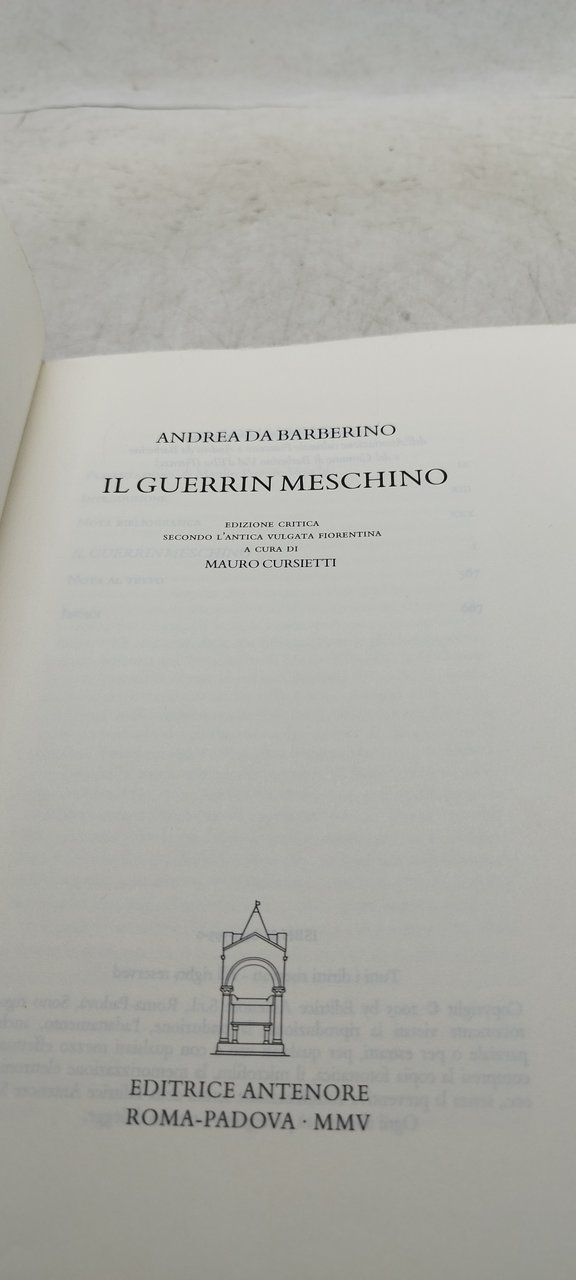 ANDREA DA BARBERINO
IL GUERRIN MESCHINO
EDIZIONE CRITICA
SECONDO L'ANTICA VULGATA FIORENTINA
A CURA DI
MAURO CURSIETTI
EDITRICE ANTENORE
ROMA-PADOVA · MMV